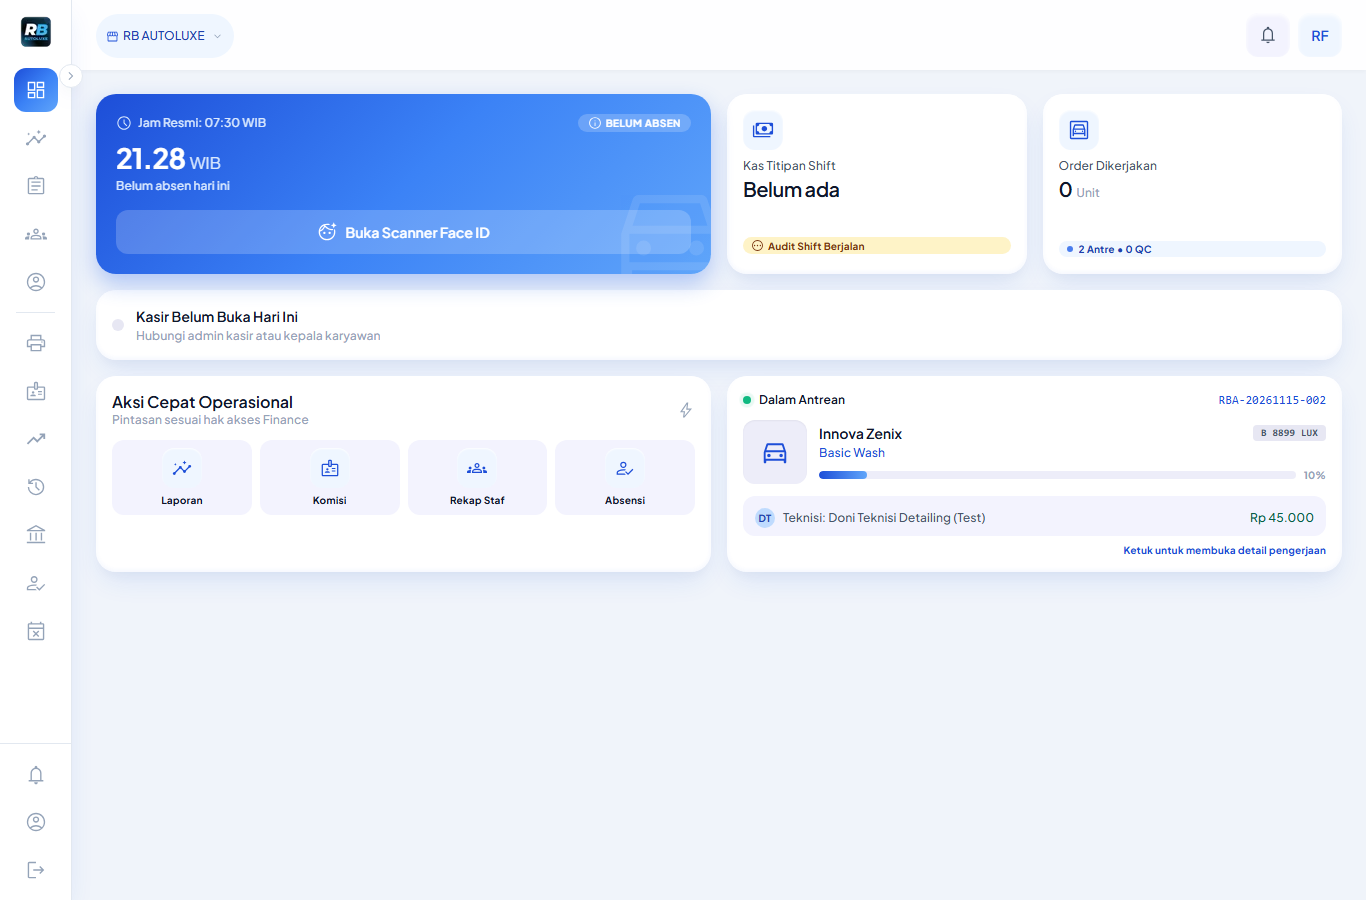 RB
AUTOLUXE
RB AUTOLUXE
RF
Jam Resmi: 07:30 WIB
BELUM ABSEN
21.28 WIB
Belum absen hari ini
Buka Scanner Face ID
Kas Titipan Shift
Belum ada
Audit Shift Berjalan
Order Dikerjakan
0 Unit
2 Antre • 0 QC
Kasir Belum Buka Hari Ini
Hubungi admin kasir atau kepala karyawan
Aksi Cepat Operasional
Pintasan sesuai hak akses Finance
Laporan
Komisi
Rekap Staf
Absensi
Dalam Antrean
RBA-20261115-002
Innova Zenix
B 8899 LUX
Basic Wash
10%
DT
Teknisi: Doni Teknisi Detailing (Test)
Rp 45.000
Ketuk untuk membuka detail pengerjaan